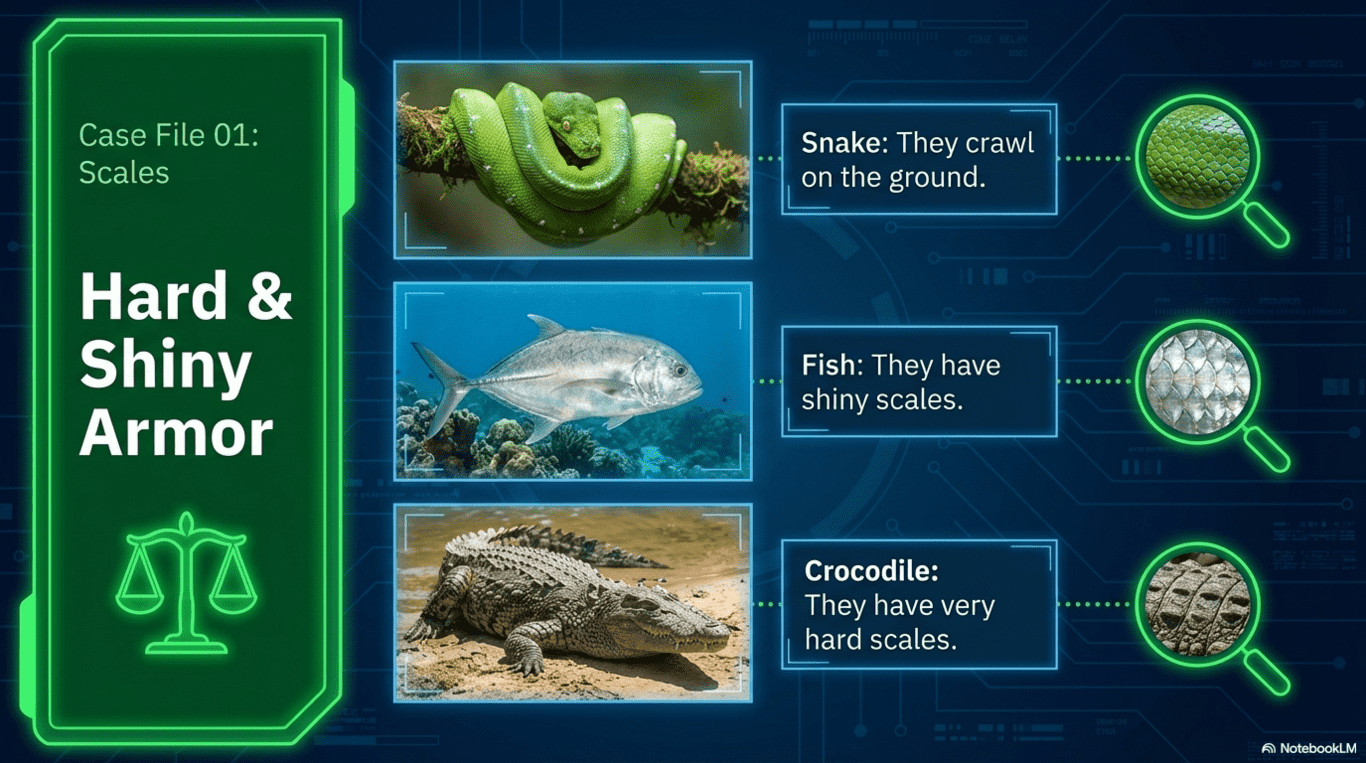 Case File 01:
Scales
Hard &
Shiny
Armor
Snake: They crawl
on the ground.
Fish: They have
shiny scales.
Crocodile:
They have very
hard scales.
NotebookLM